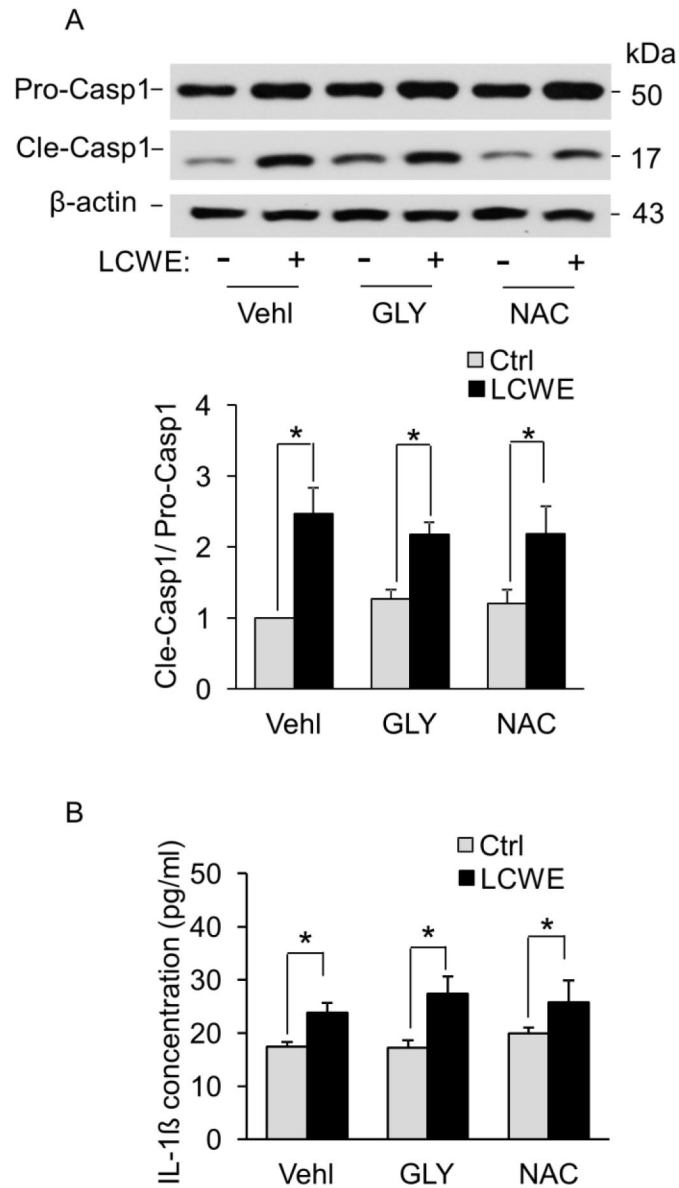 A
kDa
Pro-Casp1
50
Cle-Casp1
17
β-actin
43
LCWE: - + - + - +
Vehl GLY NAC
Ctrl
LCWE
Cle-Casp1/ Pro-Casp1
4
3
2
1
0
* * *
Vehl GLY NAC
B
Ctrl
LCWE
IL-1ß concentration (pg/ml)
50
40
30
20
10
0
* * *
Vehl GLY NAC